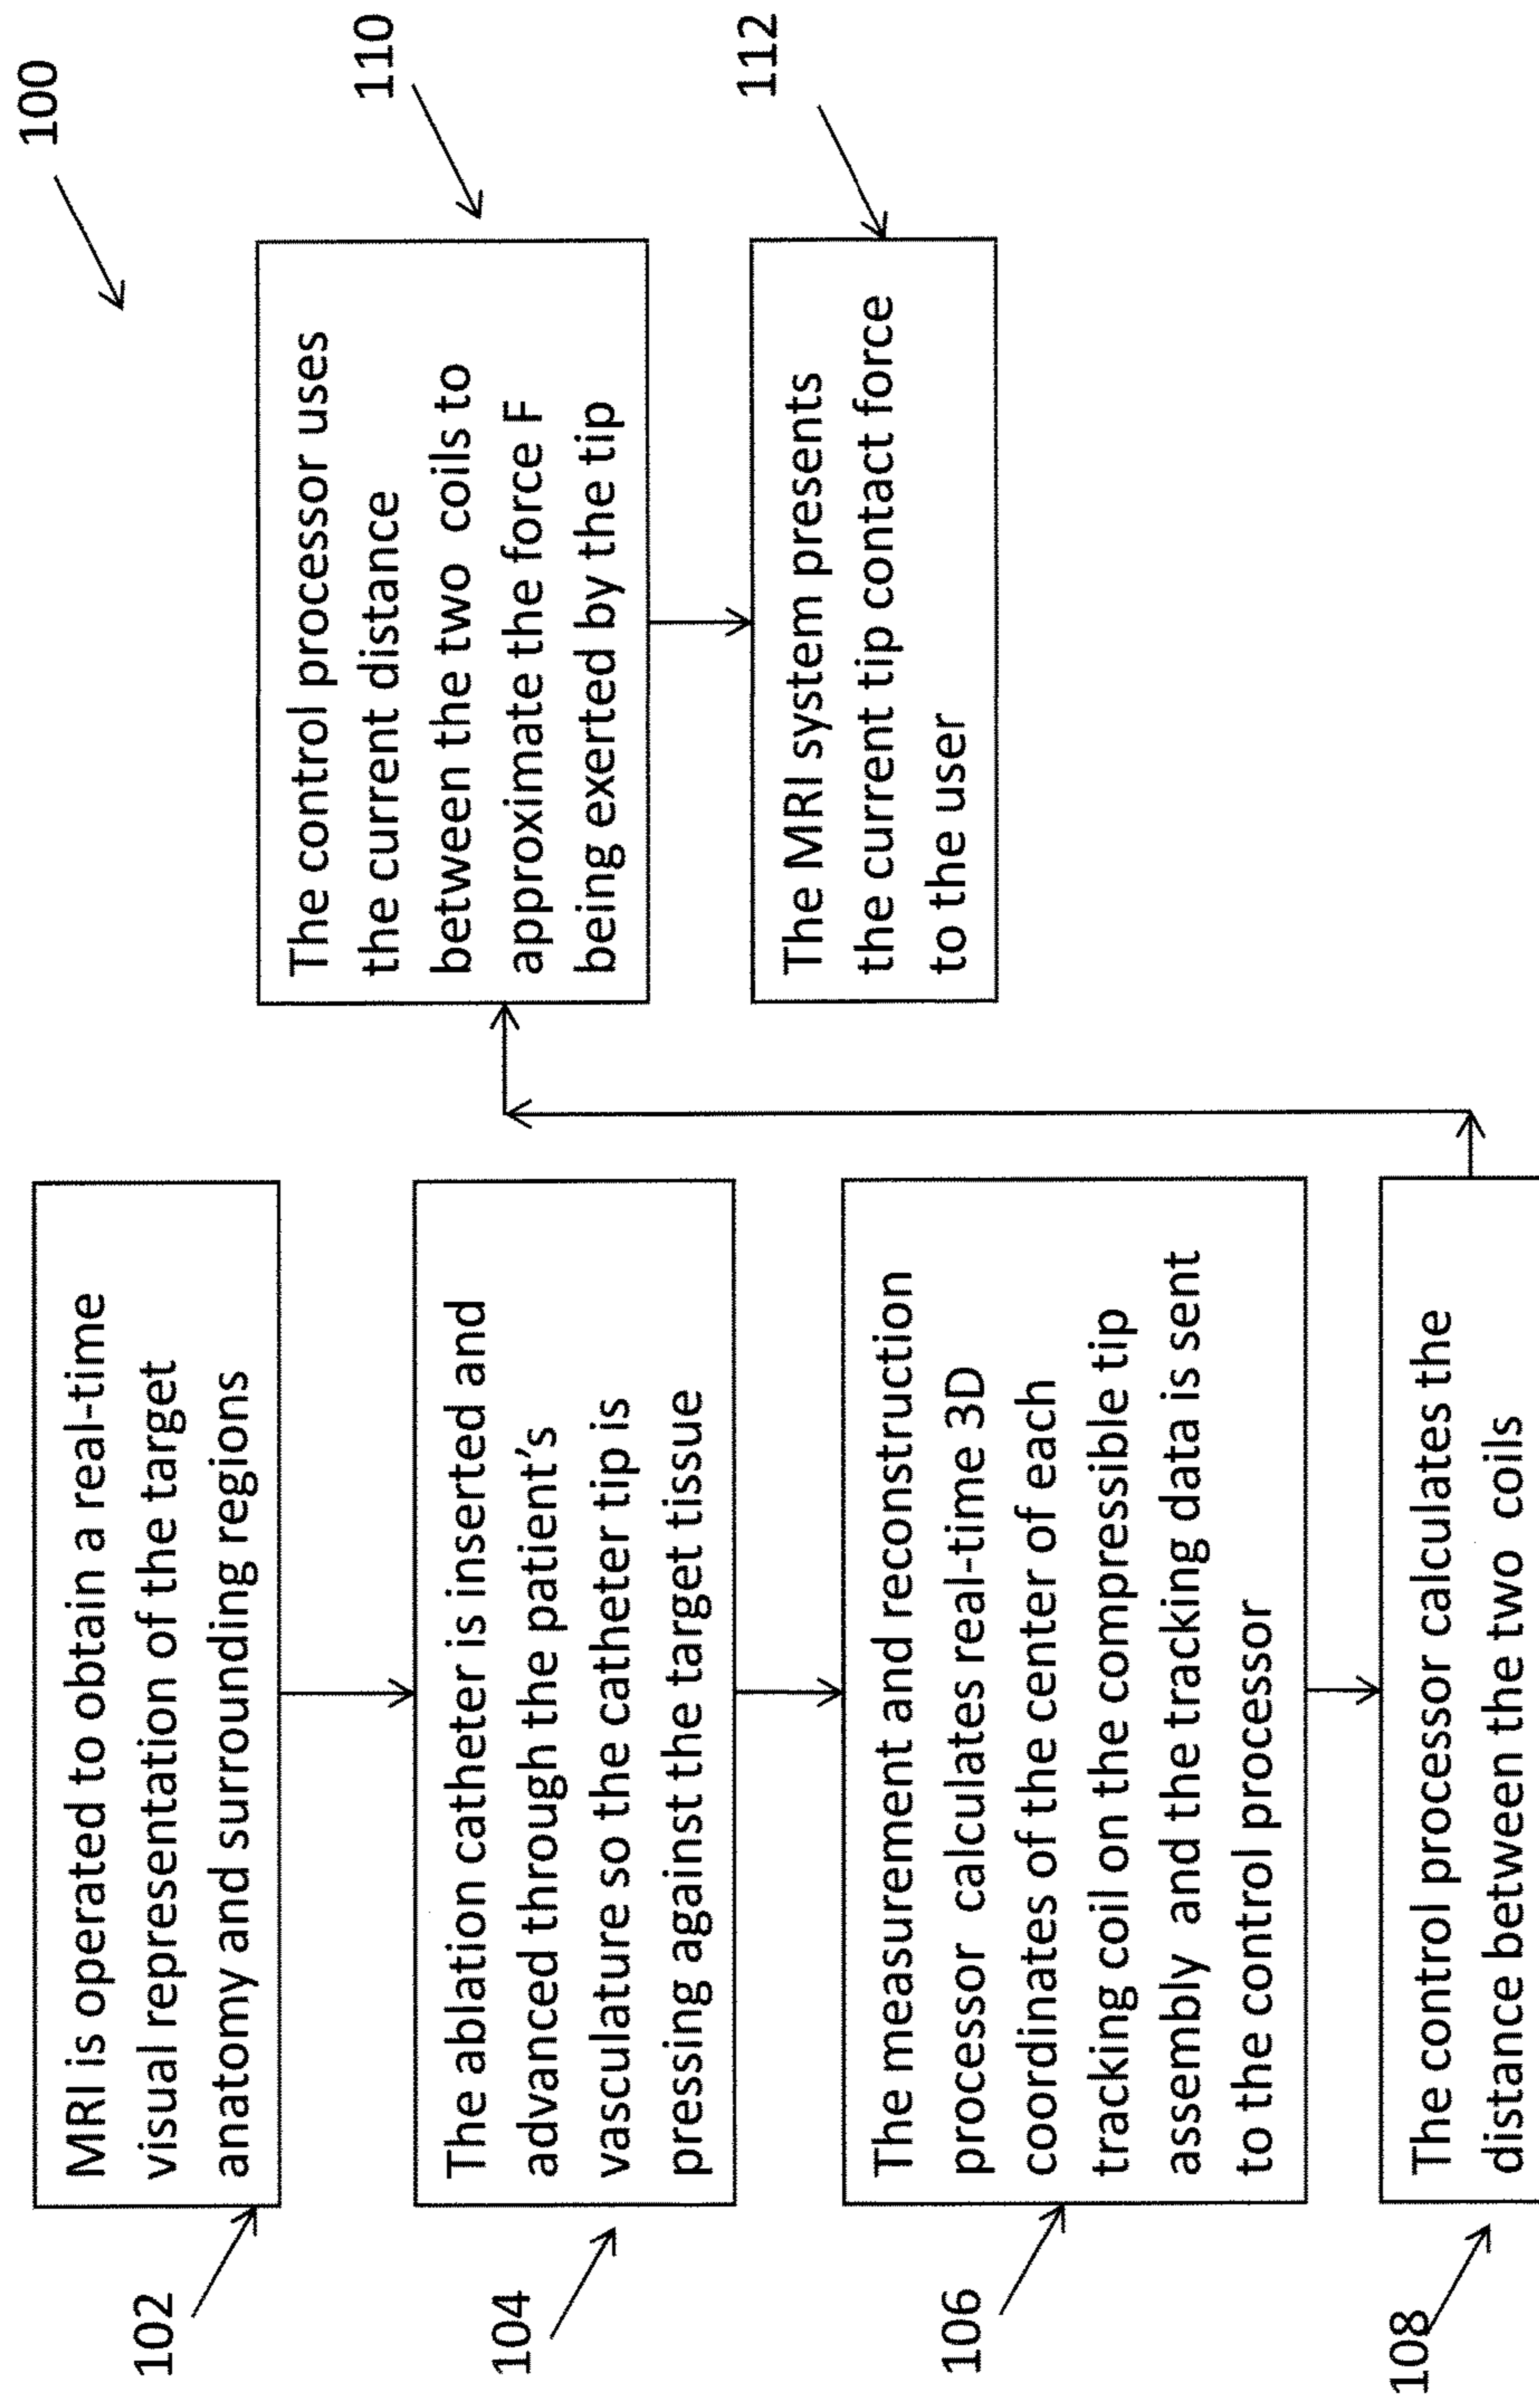 100
102
MRI is operated to obtain a real-time
visual representation of the target
anatomy and surrounding regions
104
The ablation catheter is inserted and
advanced through the patient's
vasculature so the catheter tip is
pressing against the target tissue
106
The measurement and reconstruction
processor calculates real-time 3D
coordinates of the center of each
tracking coil on the compressible tip
assembly and the tracking data is sent
to the control processor
108
The control processor calculates the
distance between the two coils
110
The control processor uses
the current distance
between the two coils to
approximate the force F
being exerted by the tip
112
The MRI system presents
the current tip contact force
to the user